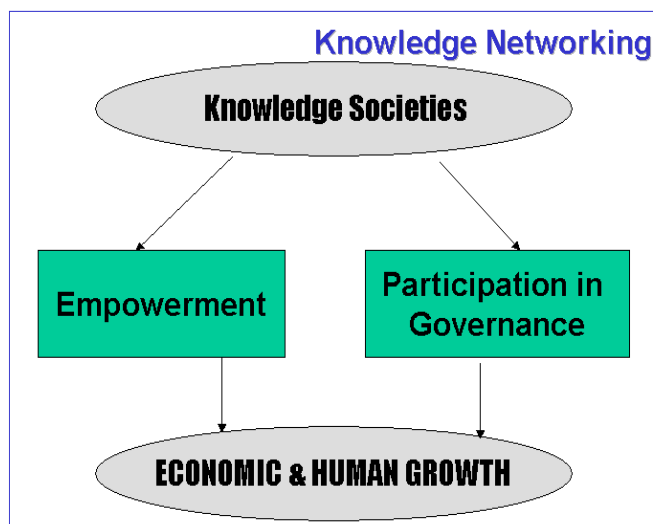 Knowledge Networking
Knowledge Societies
Empowerment
Participation in
Governance
ECONOMIC & HUMAN GROWTH